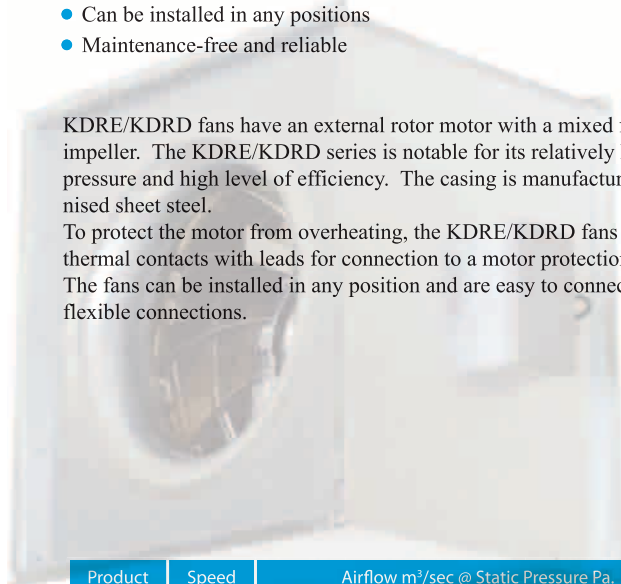 Can be installed in any positions
Maintenance-free and reliable
KDRE/KDRD fans have an external rotor motor with a mixed
impeller. The KDRE/KDRD series is notable for its relatively
pressure and high level of efficiency. The casing is
nised sheet steel.
To protect the motor from overheating, the KDRE/KDRD fans
thermal contacts with leads for connection to a motor
The fans can be installed in any position and are easy to
flexible connections.
Product Speed Airflow m³/sec @ Static Pressure Pa.